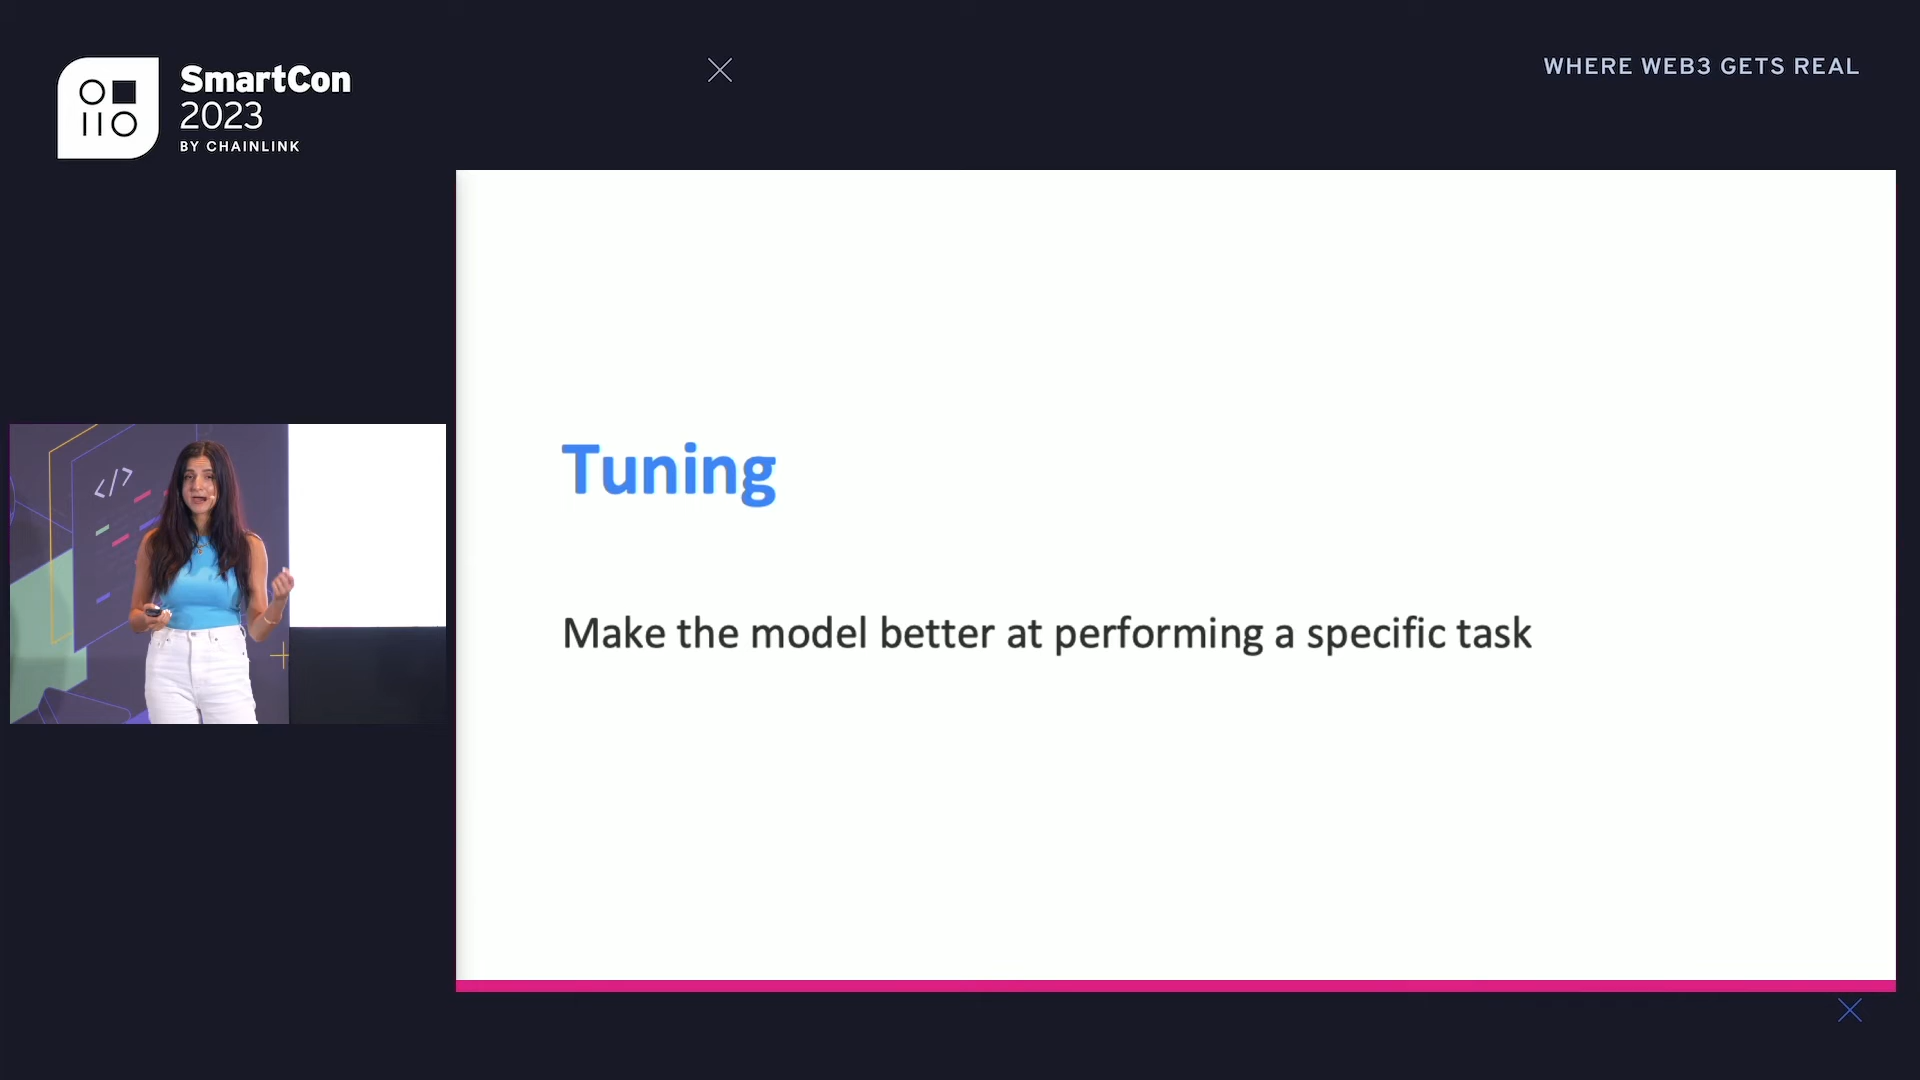 SmartCon
2023
BY CHAINLINK
WHERE WEB3 GETS REAL
</>
Tuning
Make the model better at performing a specific task